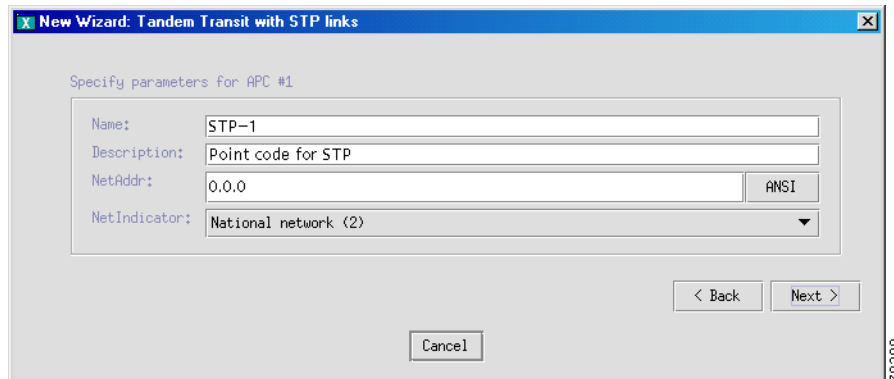 New Wizard: Tandem Transit with STP links
Specify parameters for APC #1
Name: STP-1
Description: Point code for STP
NetAddr: 0.0.0 ANSI
NetIndicator: National network (2)
< Back Next >
Cancel